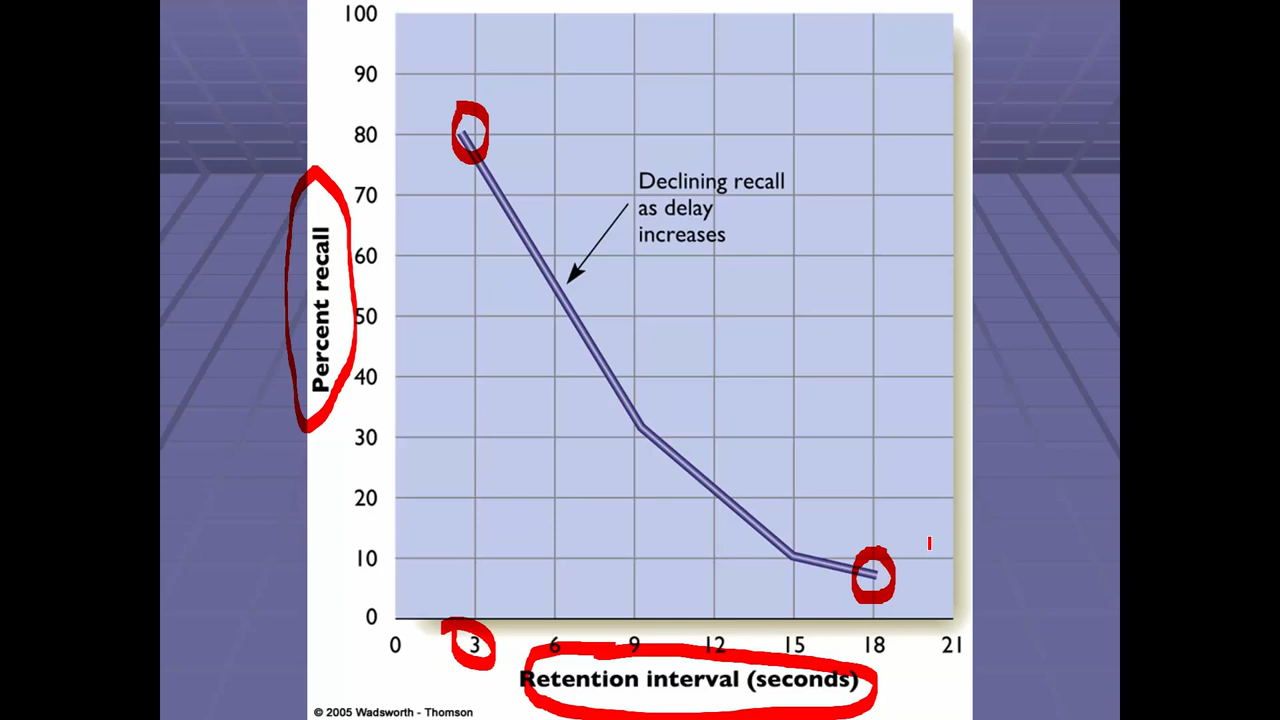 100
90
80
70
60
50
40
30
20
10
0
Percent recall
Declining recall
as delay
increases
0 3 6 9 12 15 18 21
Retention interval (seconds)
© 2005 Wadsworth - Thomson